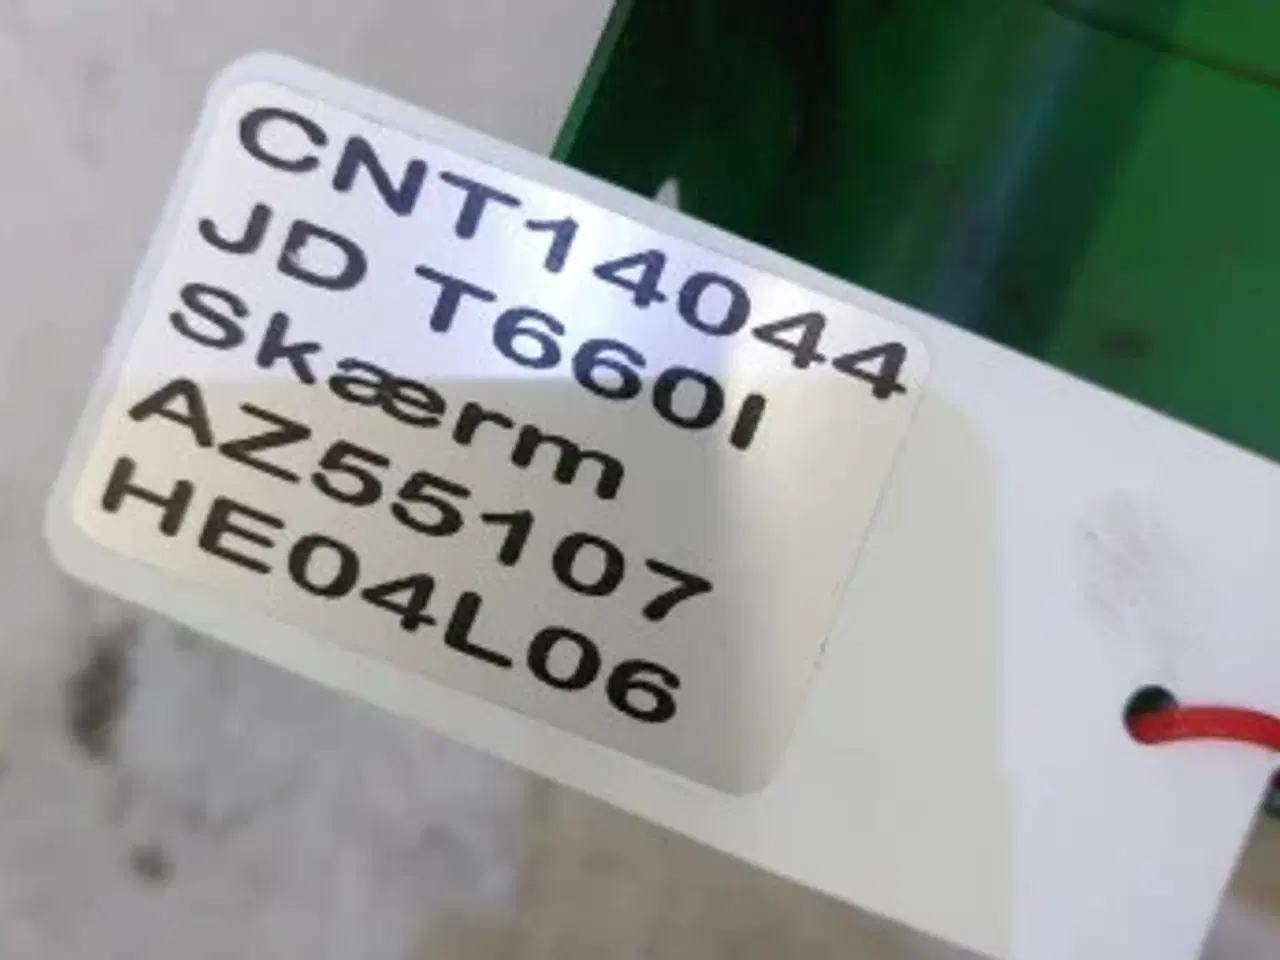 CNT14044
JD T660I
Skærm
AZ55107
HE04L06